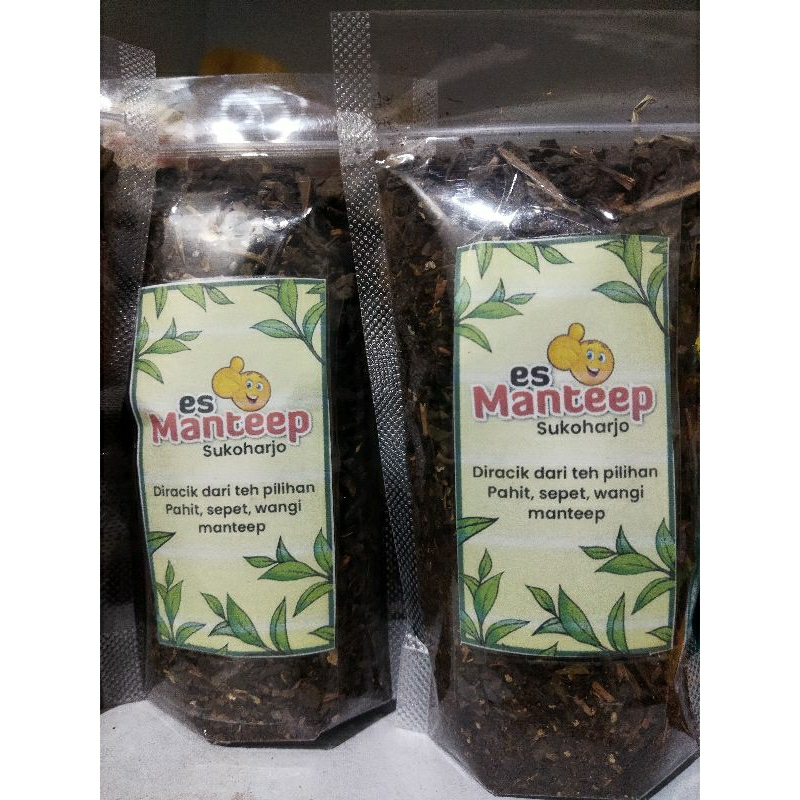 es
Manteep
Sukoharjo
Diracik dari teh pilihan
Pahit, sepet, wangi
manteep
es
Manteep
Sukoharjo
Diracik dari teh pilihan
Pahit, sepet, wangi
manteep